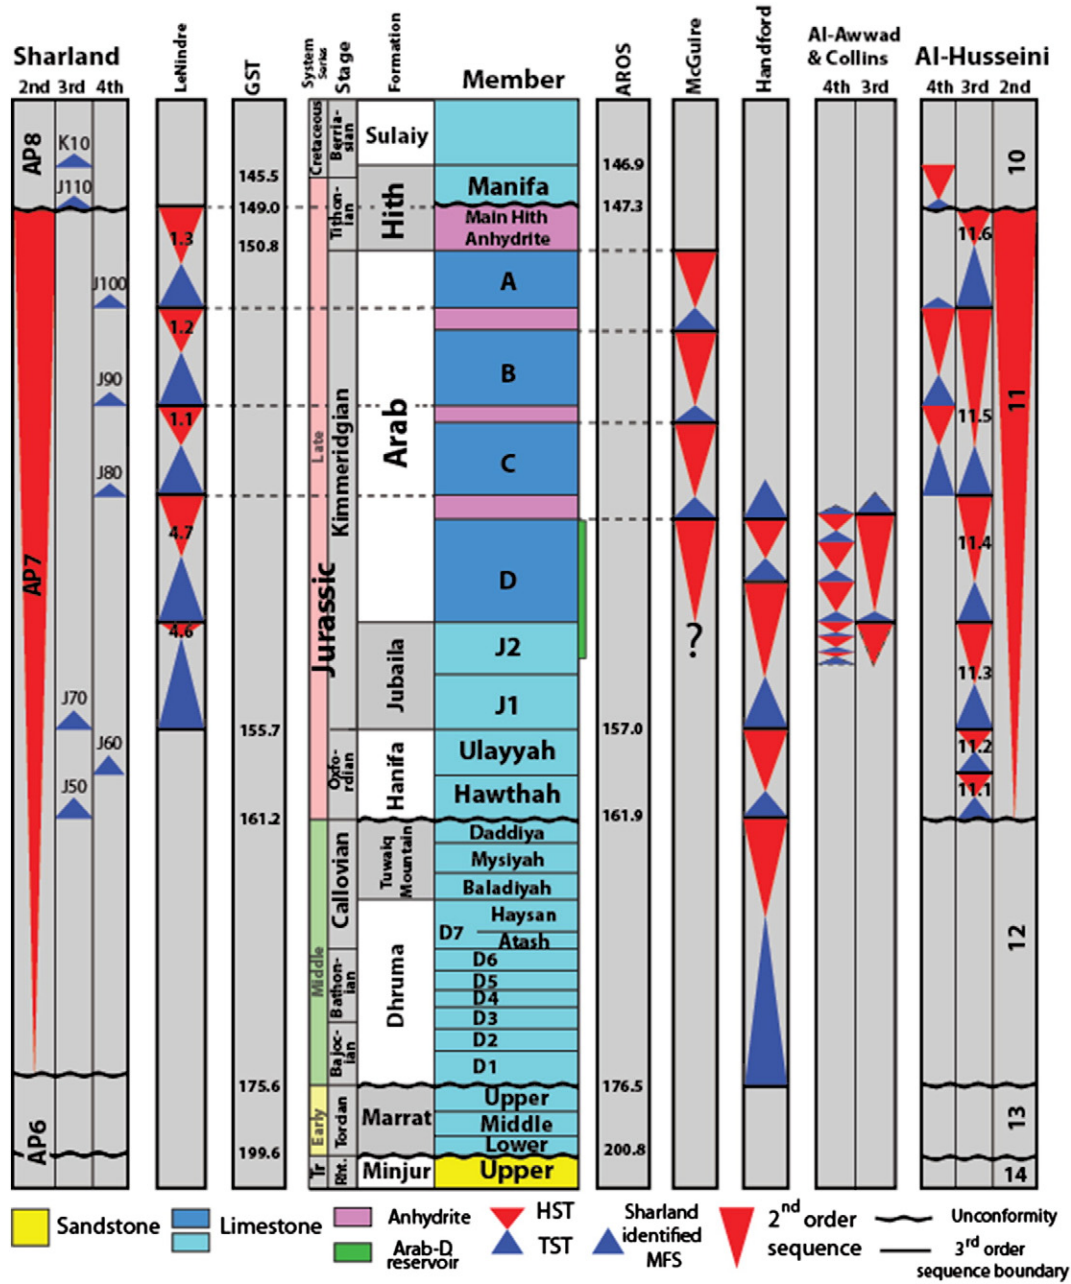 Sharland
2nd 3rd 4th
LeNindre
GST
System
Series
Stage
Formation
Member
AROS
McGuire
Handford
Al-Awwad
& Collins
4th 3rd
Al-Husseini
4th 3rd 2nd
AP8
K10
J110
AP7
J100
J90
J80
J70
J60
J50
AP6
1.3
1.2
1.1
4.7
4.6
145.5
149.0
150.8
155.7
161.2
175.6
199.6
Cretaceous
Jurassic
Late
Middle
Early
Tr
Berria-
sian
Tithon-
ian
Kimmeridgian
Oxfo-
rdian
Callovian
Bathon-
ian
Bajoc-
ian
Tordan
Rht.
Sulaiy
Hith
Arab
Jubaila
Hanifa
Tuwaiq
Mountain
Dhruma
Marrat
Minjur
Manifa
Main Hith
Anhydrite
A
B
C
D
J2
J1
Ulayyah
Hawthah
Daddiya
Mysiyah
Baladiyah
Haysan
D7
Atash
D6
D5
D4
D3
D2
D1
Upper
Middle
Lower
Upper
146.9
147.3
157.0
161.9
176.5
200.8
?
11.6
11.5
11.4
11.3
11.2
11.1
10
11
12
13
14
Sandstone
Limestone
Anhydrite
Arab-D
reservoir
HST
TST
Sharland
identified
MFS
2nd order
sequence
Unconformity
3rd order
sequence boundary